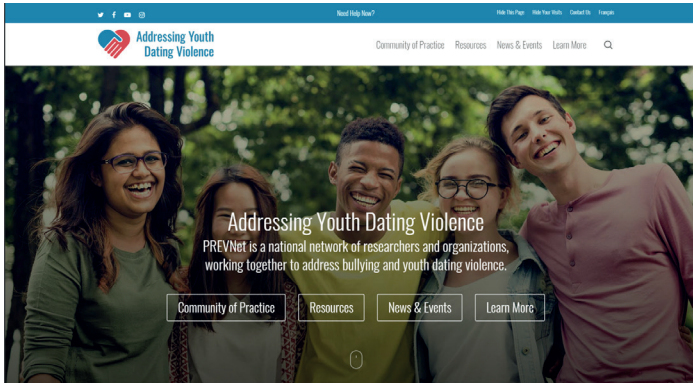 Need Help Now?
Hide This Page Hide Your Visits Contact Us Français
Addressing Youth
Dating Violence
Community of Practice Resources News & Events Learn More
Addressing Youth Dating Violence
PREVNet is a national network of researchers and organizations,
working together to address bullying and youth dating violence.
Community of Practice Resources News & Events Learn More